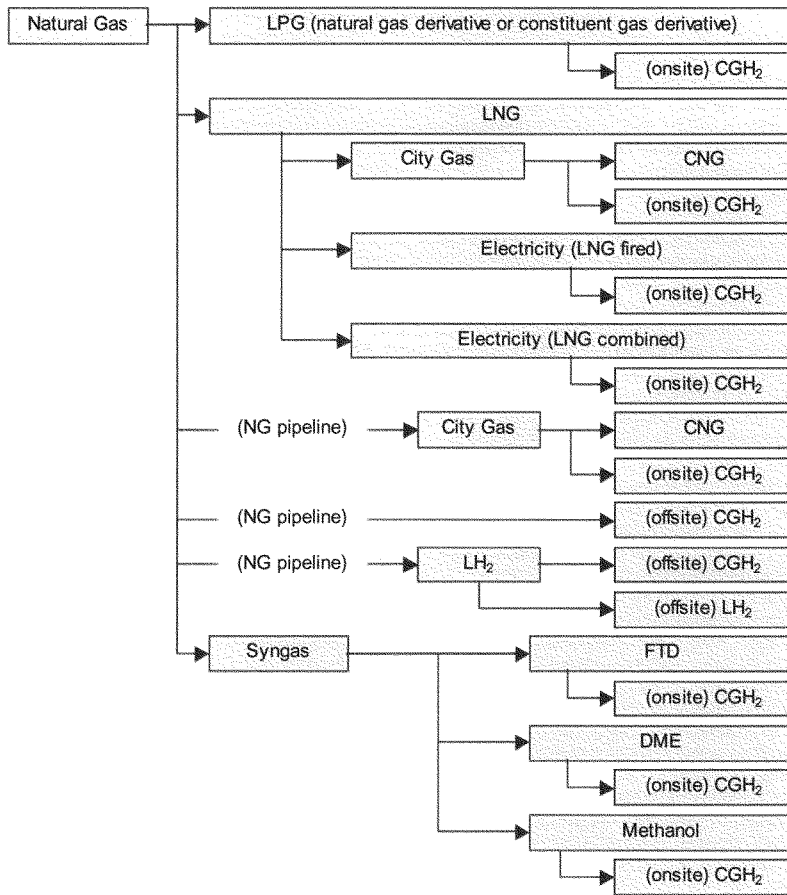 Natural Gas
LPG (natural gas derivative or constituent gas derivative)
(onsite) CGH₂
LNG
City Gas
CNG
(onsite) CGH₂
Electricity (LNG fired)
(onsite) CGH₂
Electricity (LNG combined)
(onsite) CGH₂
(NG pipeline)
City Gas
CNG
(onsite) CGH₂
(NG pipeline)
(offsite) CGH₂
(NG pipeline)
LH₂
(offsite) CGH₂
(offsite) LH₂
Syngas
FTD
(onsite) CGH₂
DME
(onsite) CGH₂
Methanol
(onsite) CGH₂